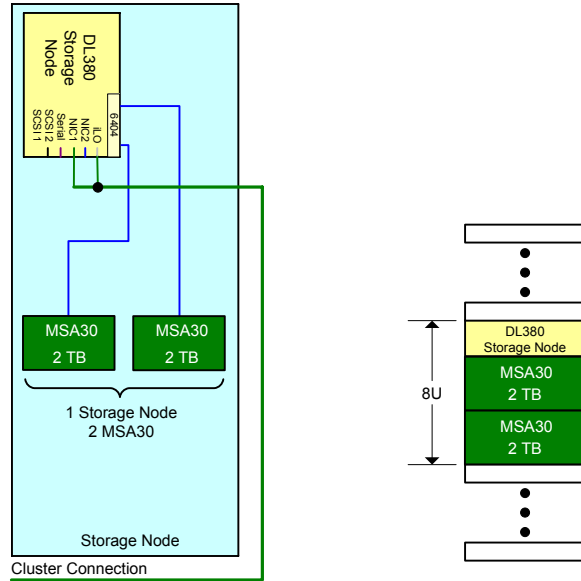 DL380
Storage
Node
6404
iLO
NIC2
NIC1
Serial
SCSI 2
SCSI 1
MSA30
2 TB
MSA30
2 TB
1 Storage Node
2 MSA30
Storage Node
Cluster Connection
8U
DL380
Storage Node
MSA30
2 TB
MSA30
2 TB